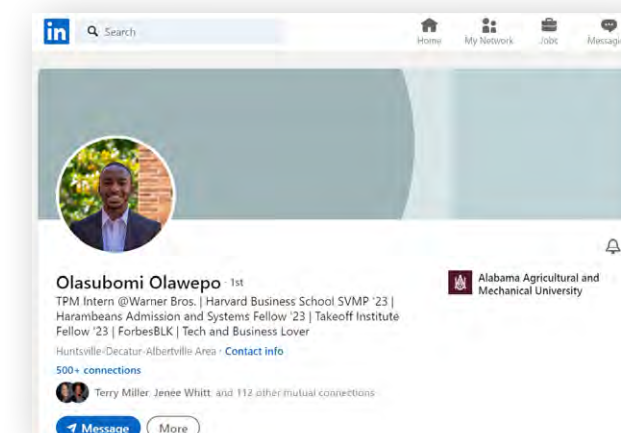 in
Search
Home
My Network
Jobs
Messagi
Olasubomi Olawepo · 1st
TPM Intern @Warner Bros. | Harvard Business School SVMP '23 |
Harambeans Admission and Systems Fellow '23 | Takeoff Institute
Fellow '23 | ForbesBLK | Tech and Business Lover
Huntsville-Decatur-Albertville Area · Contact info
500+ connections
Terry Miller, Jenee Whitt, and 112 other mutual connections
Message
More
Alabama Agricultural and
Mechanical University